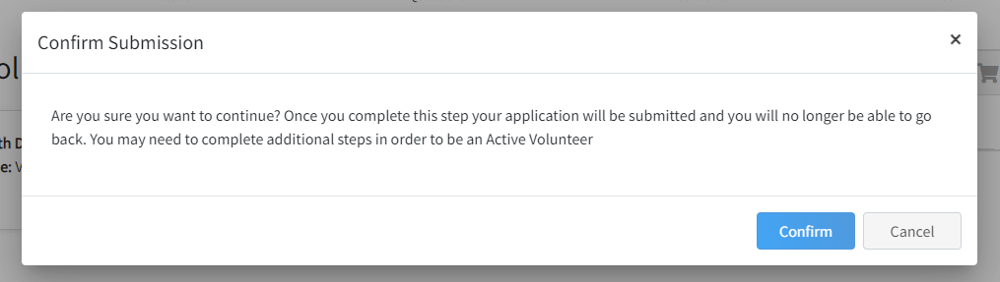 Confirm Submission
×
ol
Are you sure you want to continue? Once you complete this step your application will be submitted and you will no longer be able to go
back. You may need to complete additional steps in order to be an Active Volunteer
th D
e: V
Confirm
Cancel